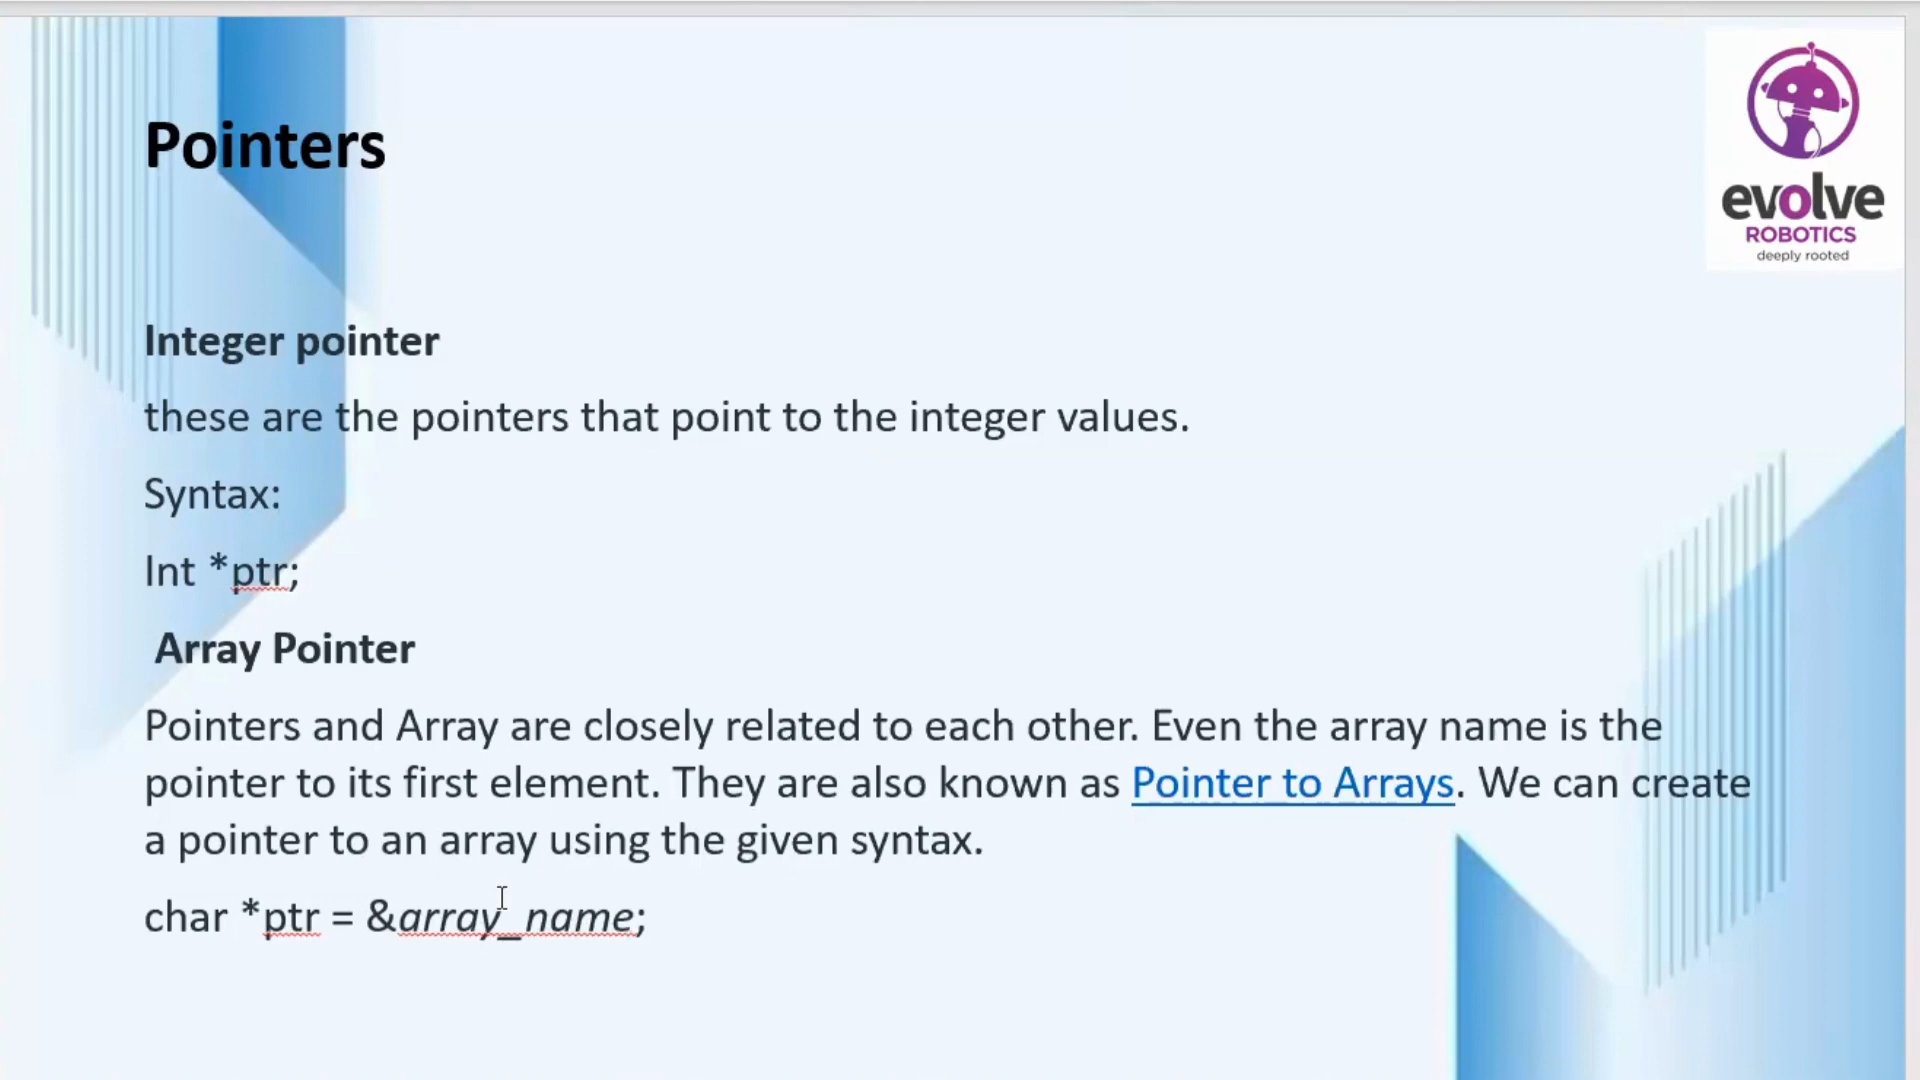 Pointers
evolve
ROBOTICS
deeply rooted
Integer pointer
these are the pointers that point to the integer values.
Syntax:
Int *ptr;
Array Pointer
Pointers and Array are closely related to each other. Even the array name is the
pointer to its first element. They are also known as Pointer to Arrays. We can create
a pointer to an array using the given syntax.
char *ptr = &array_name;